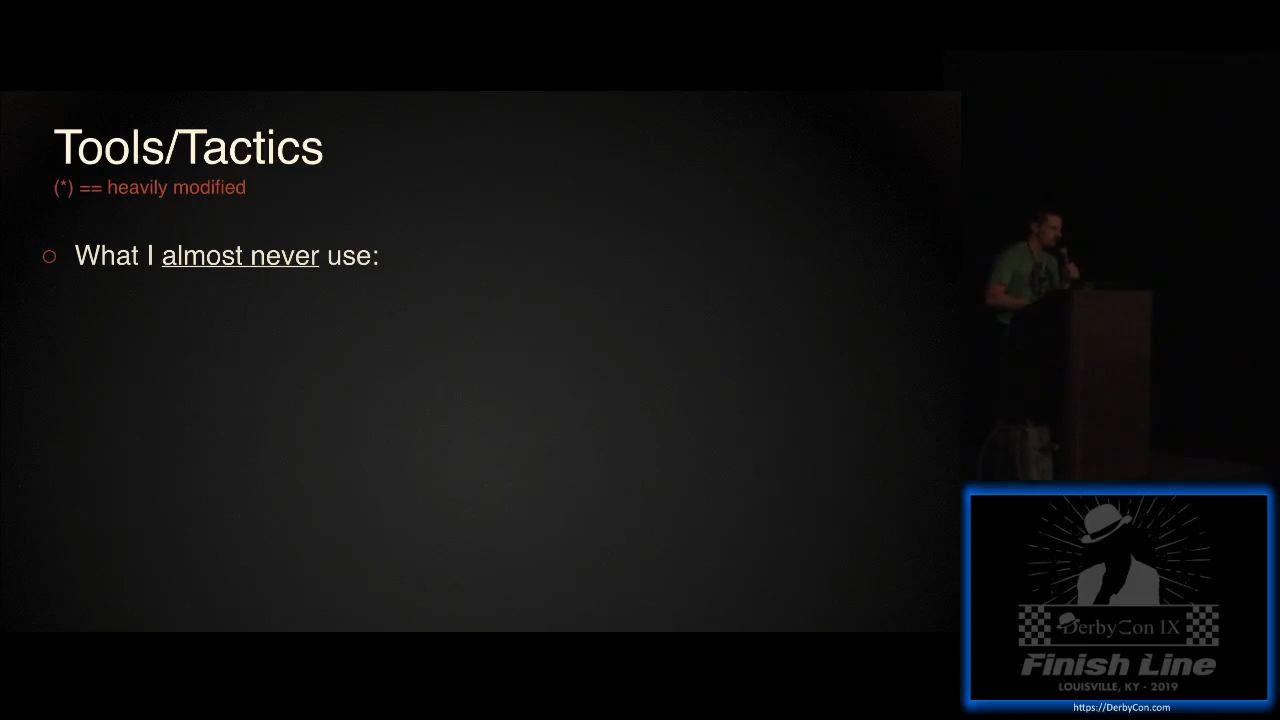 Tools/Tactics
(*) == heavily modified
What I almost never use:
DerbyCon IX
Finish Line
LOUISVILLE, KY - 2019
https://DerbyCon.com